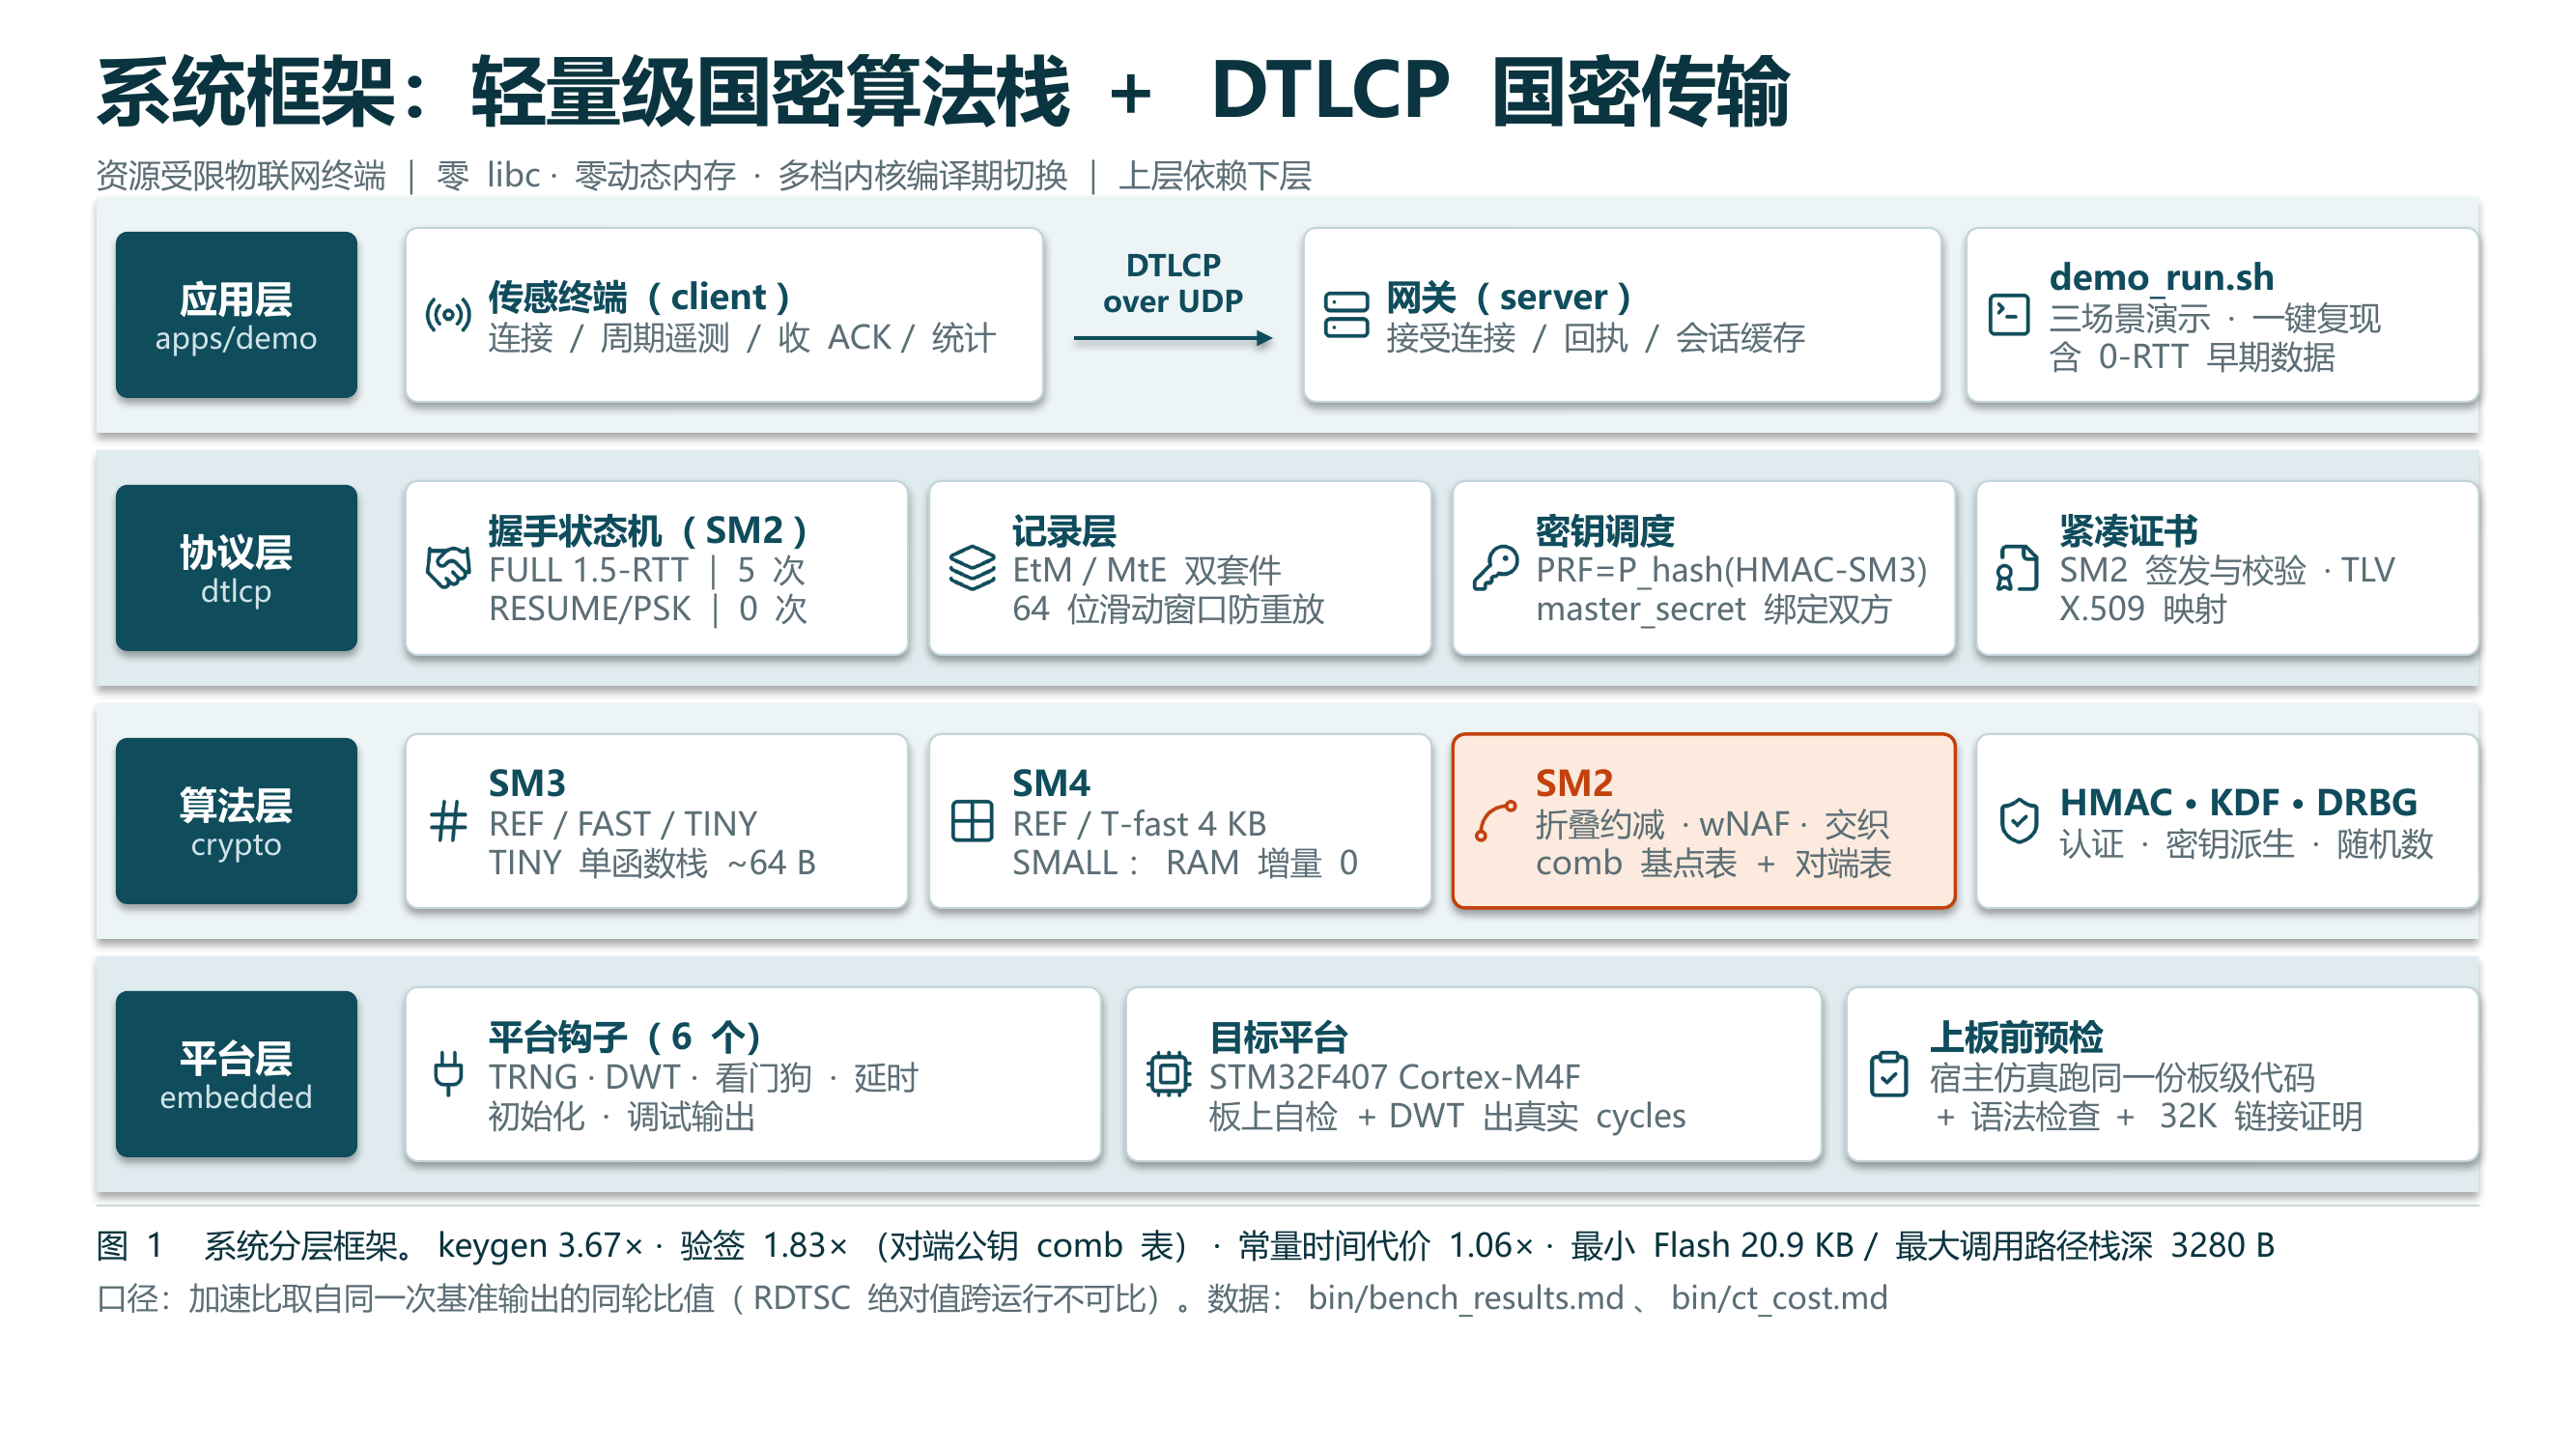 系统框架：轻量级国密算法栈 + DTLCP 国密传输
资源受限物联网终端 | 零 libc · 零动态内存 · 多档内核编译期切换 | 上层依赖下层
应用层
apps/demo
传感终端（client）
连接 / 周期遥测 / 收 ACK / 统计
DTLCP
over UDP
网关（server）
接受连接 / 回执 / 会话缓存
demo_run.sh
三场景演示 · 一键复现
含 0-RTT 早期数据
协议层
dtlcp
握手状态机（SM2）
FULL 1.5-RTT | 5 次
RESUME/PSK | 0 次
记录层
EtM / MtE 双套件
64 位滑动窗口防重放
密钥调度
PRF=P_hash(HMAC-SM3)
master_secret 绑定双方
紧凑证书
SM2 签发与校验 · TLV
X.509 映射
算法层
crypto
SM3
REF / FAST / TINY
TINY 单函数栈 ~64 B
SM4
REF / T-fast 4 KB
SMALL： RAM 增量 0
SM2
折叠约减 · wNAF · 交织
comb 基点表 + 对端表
HMAC • KDF • DRBG
认证 · 密钥派生 · 随机数
平台层
embedded
平台钩子（6 个）
TRNG · DWT · 看门狗 · 延时
初始化 · 调试输出
目标平台
STM32F407 Cortex-M4F
板上自检 + DWT 出真实 cycles
上板前预检
宿主仿真跑同一份板级代码
+ 语法检查 + 32K 链接证明
图 1 系统分层框架。 keygen 3.67× · 验签 1.83× （对端公钥 comb 表） · 常量时间代价 1.06× · 最小 Flash 20.9 KB / 最大调用路径栈深 3280 B
口径：加速比取自同一次基准输出的同轮比值（RDTSC 绝对值跨运行不可比）。数据： bin/bench_results.md 、 bin/ct_cost.md